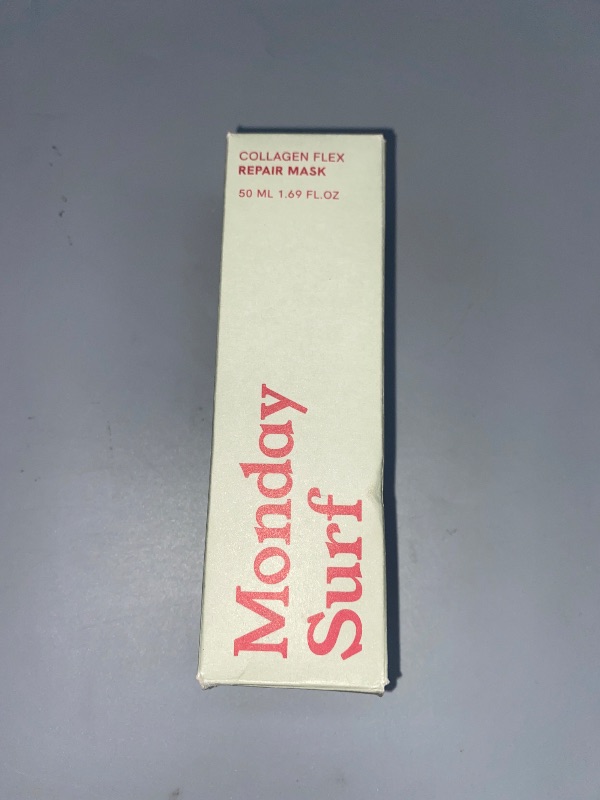 COLLAGEN FLEX
REPAIR MASK
50 ML 1.69 FL.OZ
Monday
Surf